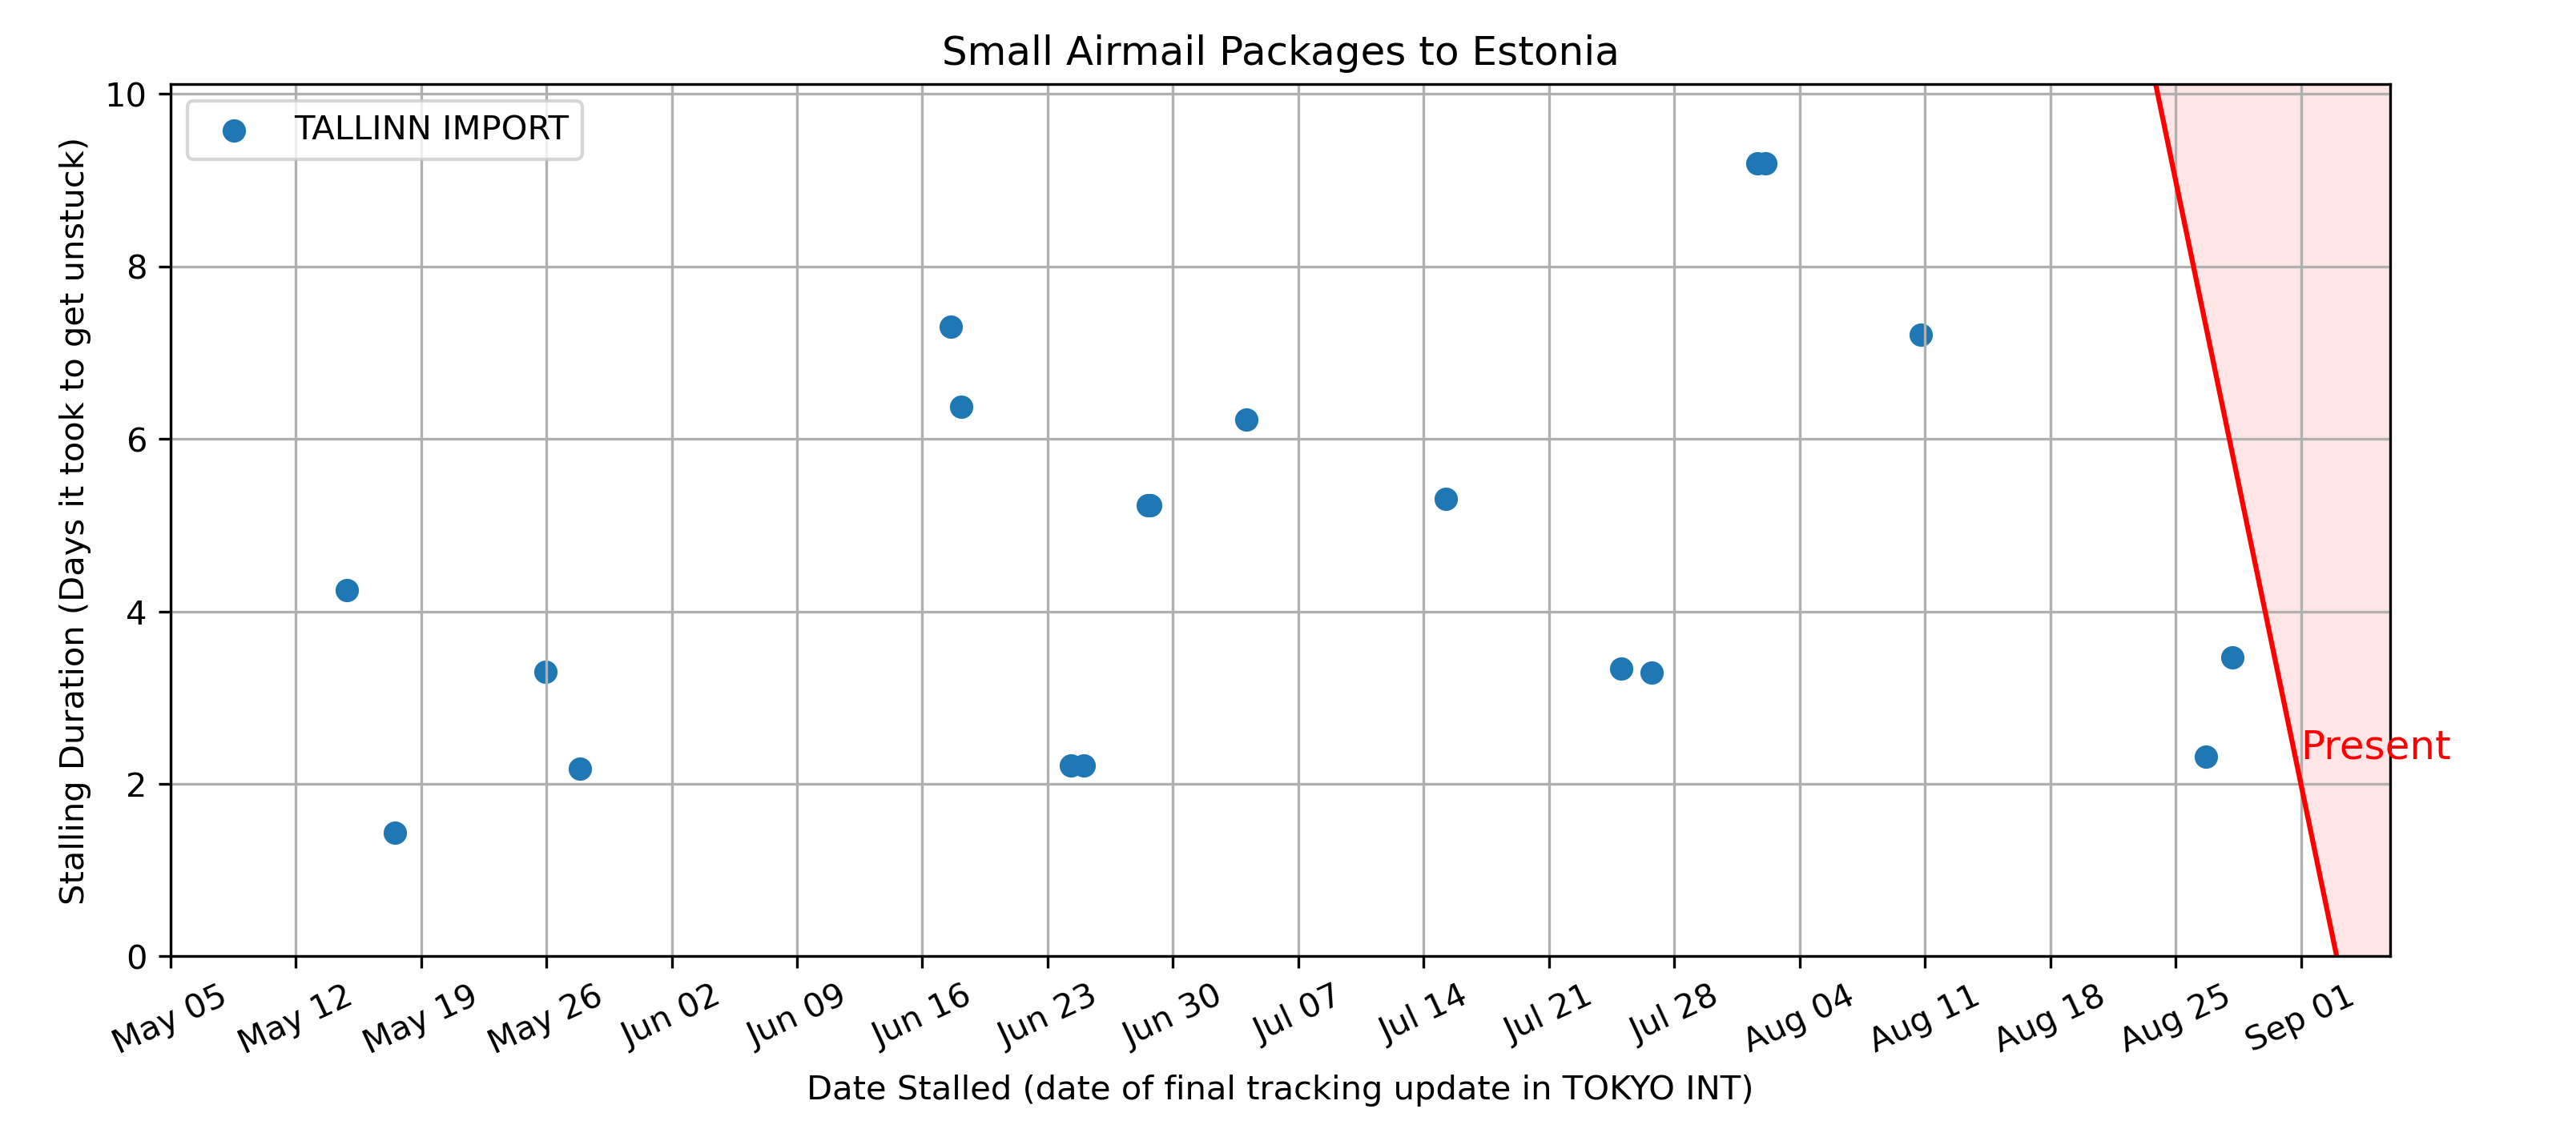 Small Airmail Packages to Estonia
TALLINN IMPORT
Stalling Duration (Days it took to get unstuck)
10
8
6
4
2
0
Present
May 05
May 12
May 19
May 26
Jun 02
Jun 09
Jun 16
Jun 23
Jun 30
Jul 07
Jul 14
Jul 21
Jul 28
Aug 04
Aug 11
Aug 18
Aug 25
Sep 01
Date Stalled (date of final tracking update in TOKYO INT)